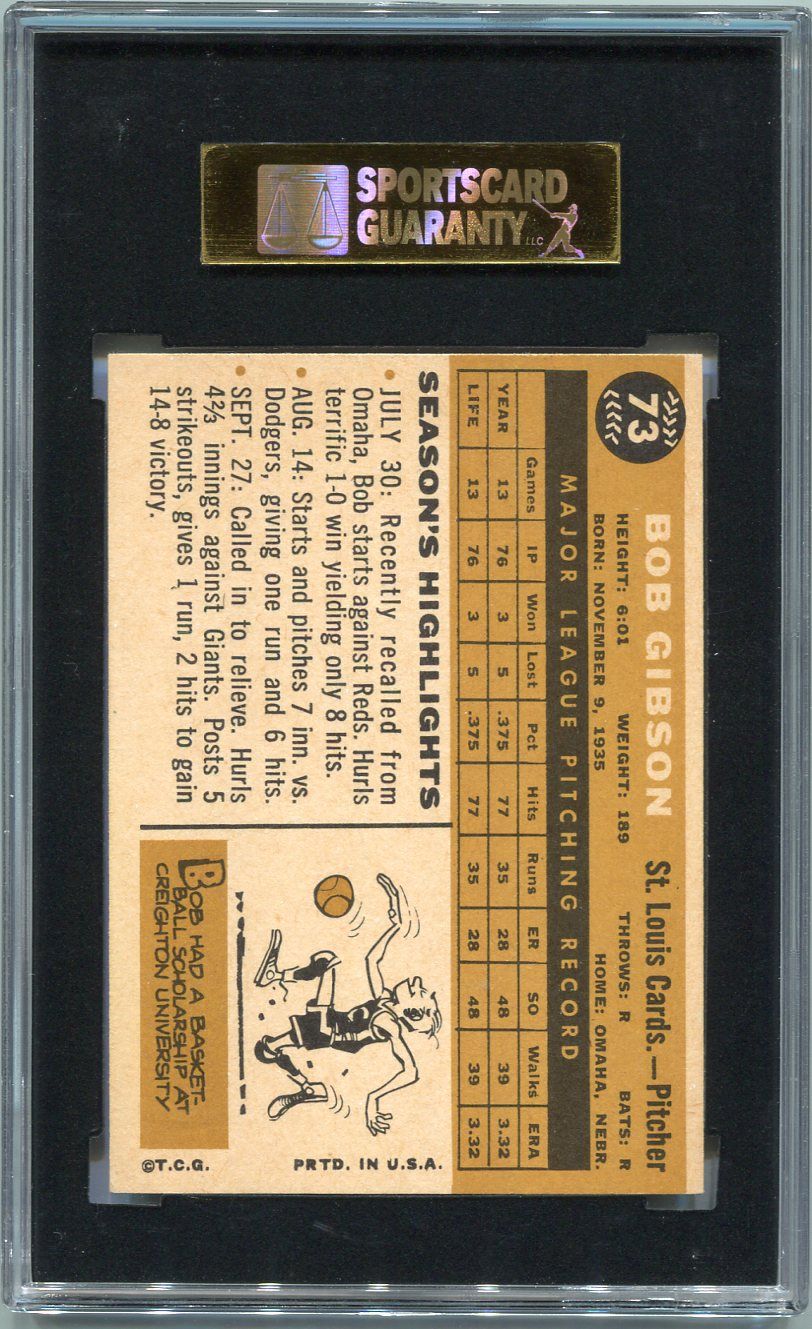 SPORTSCARD
GUARANTY LLC
73
BOB GIBSON St. Louis Cards.—Pitcher
HEIGHT: 6:01 WEIGHT: 189 THROWS: R BATS: R
BORN: NOVEMBER 9, 1935 HOME: OMAHA, NEBR.
MAJOR LEAGUE PITCHING RECORD
Games IP Won Lost Pct Hits Runs ER SO Walks ERA
YEAR 13 76 3 5 .375 77 35 28 48 39 3.32
LIFE 13 76 3 5 .375 77 35 28 48 39 3.32
SEASON'S HIGHLIGHTS
• JULY 30: Recently recalled from
Omaha, Bob starts against Reds. Hurls
terrific 1-0 win yielding only 8 hits.
• AUG. 14: Starts and pitches 7 inn. vs.
Dodgers, giving one run and 6 hits.
• SEPT. 27: Called in to relieve. Hurls
4⅔ innings against Giants. Posts 5
strikeouts, gives 1 run, 2 hits to gain
14-8 victory.
BOB HAD A BASKET-
BALL SCHOLARSHIP AT
CREIGHTON UNIVERSITY
©T.C.G. PRTD. IN U.S.A.